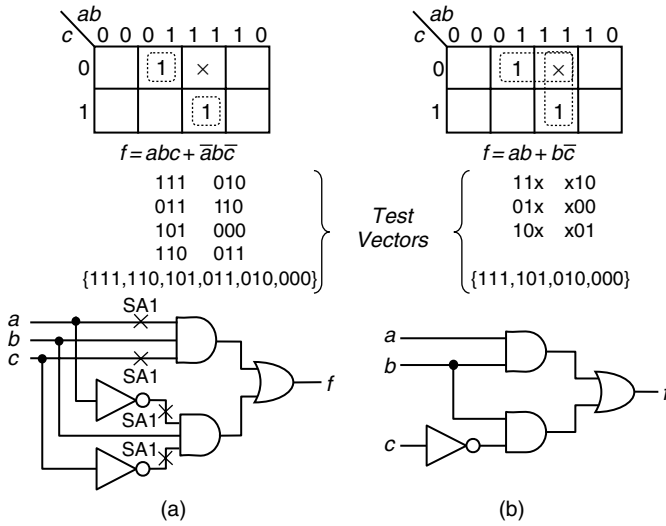 ab
c 0 0 0 1 1 1 1 0
0 1 ×
1 1
f = abc + a̅bc̅
111 010
011 110
101 000
110 011
{111,110,101,011,010,000}
Test
Vectors
SA1
a
b
c
SA1
SA1
SA1
f
(a)
ab
c 0 0 0 1 1 1 1 0
0 1 ×
1 1
f = ab + bc̅
11x x10
01x x00
10x x01
{111,101,010,000}
a
b
c
f
(b)